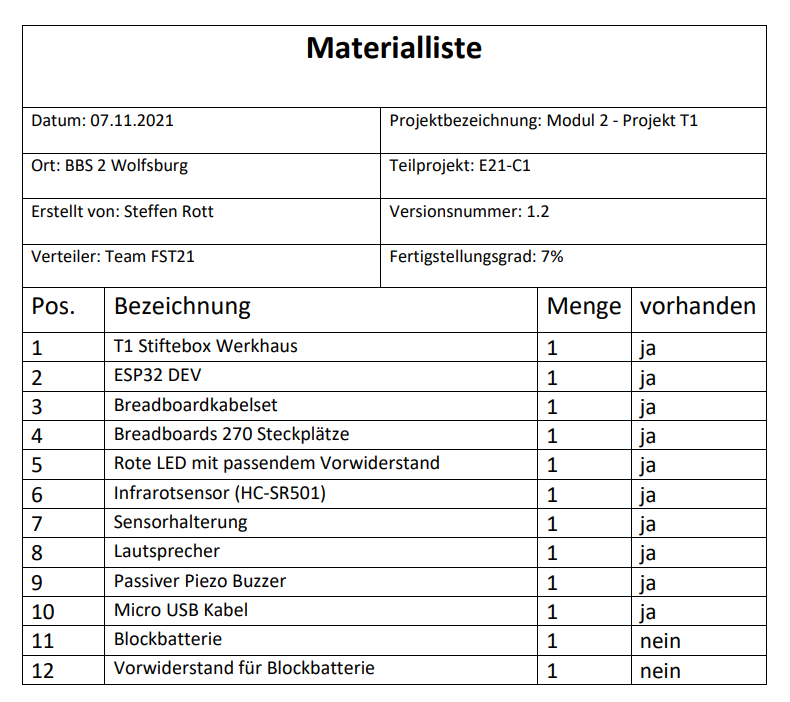 Materialliste
Datum: 07.11.2021 Projektbezeichnung: Modul 2 - Projekt T1
Ort: BBS 2 Wolfsburg Teilprojekt: E21-C1
Erstellt von: Steffen Rott Versionsnummer: 1.2
Verteiler: Team FST21 Fertigstellungsgrad: 7%
Pos. Bezeichnung Menge vorhanden
1 T1 Stiftebox Werkhaus 1 ja
2 ESP32 DEV 1 ja
3 Breadboardkabelset 1 ja
4 Breadboards 270 Steckplätze 1 ja
5 Rote LED mit passendem Vorwiderstand 1 ja
6 Infrarotsensor (HC-SR501) 1 ja
7 Sensorhalterung 1 ja
8 Lautsprecher 1 ja
9 Passiver Piezo Buzzer 1 ja
10 Micro USB Kabel 1 ja
11 Blockbatterie 1 nein
12 Vorwiderstand für Blockbatterie 1 nein